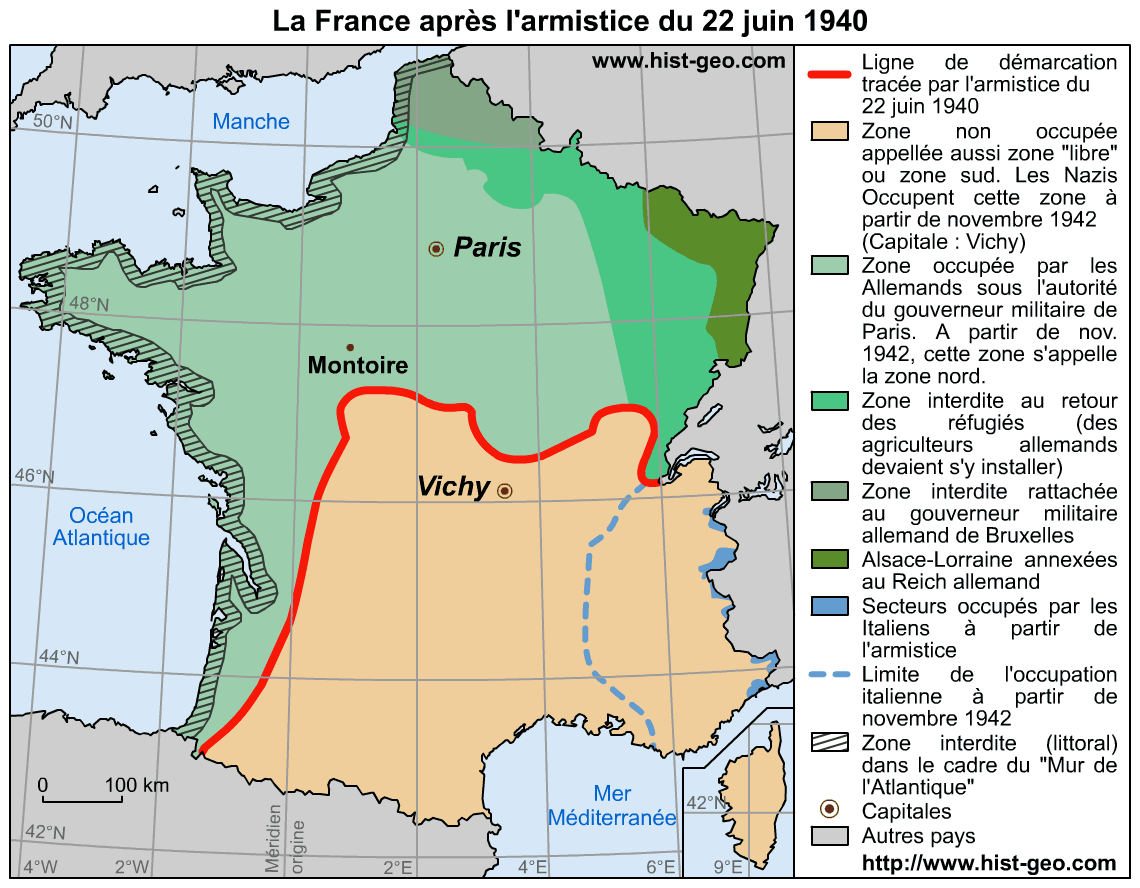 La France après l'armistice du 22 juin 1940
www.hist-geo.com
50°N
Manche
Paris
48°N
Montoire
46°N
Vichy
Océan
Atlantique
44°N
0 100 km
Mer
Méditerranée
42°N
42°N
Méridien
origine
4°W
2°W
2°E
4°E
6°E
9°E
Ligne de démarcation
tracée par l'armistice du
22 juin 1940
Zone non occupée
appellée aussi zone "libre"
ou zone sud. Les Nazis
Occupent cette zone à
partir de novembre 1942
(Capitale : Vichy)
Zone occupée par les
Allemands sous l'autorité
du gouverneur militaire de
Paris. A partir de nov.
1942, cette zone s'appelle
la zone nord.
Zone interdite au retour
des réfugiés (des
agriculteurs allemands
devaient s'y installer)
Zone interdite rattachée
au gouverneur militaire
allemand de Bruxelles
Alsace-Lorraine annexées
au Reich allemand
Secteurs occupés par les
Italiens à partir de
l'armistice
Limite de l'occupation
italienne à partir de
novembre 1942
Zone interdite (littoral)
dans le cadre du "Mur de
l'Atlantique"
Capitales
Autres pays
http://www.hist-geo.com